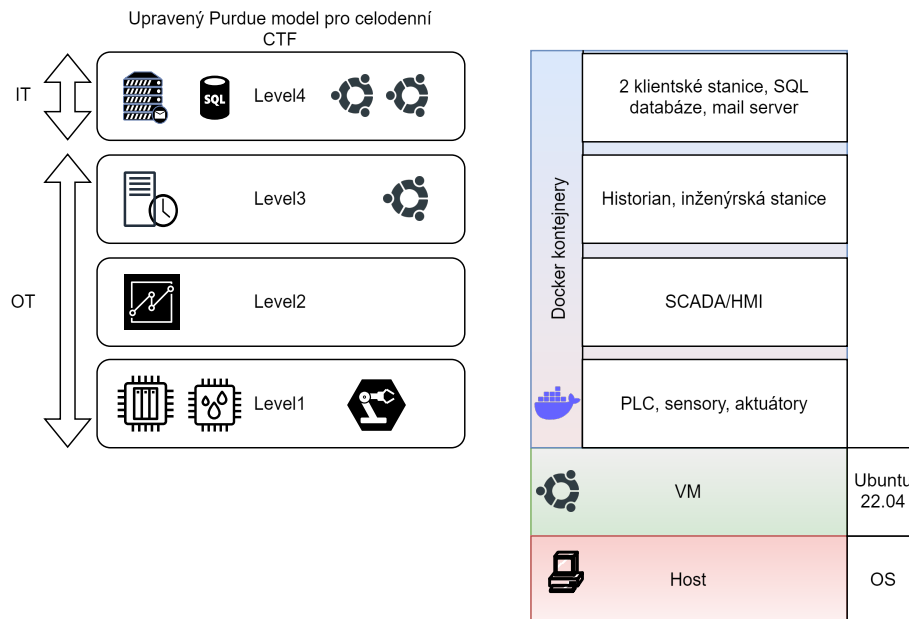 Upravený Purdue model pro celodenní
CTF
IT
SQL
Level4
OT
Level3
Level2
Level1
Docker kontejnery
2 klientské stanice, SQL
databáze, mail server
Historian, inženýrská stanice
SCADA/HMI
PLC, sensory, aktuátory
VM
Ubuntu
22.04
Host
OS